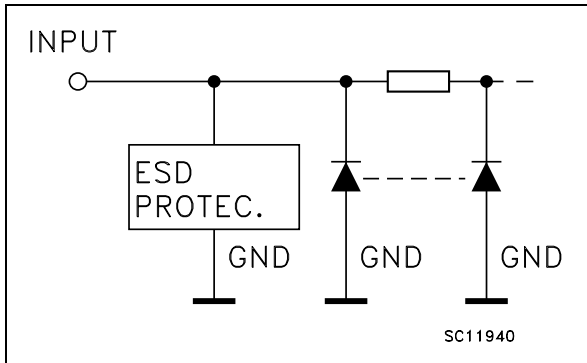 INPUT
ESD
PROTEC.
GND
GND
GND
SC11940